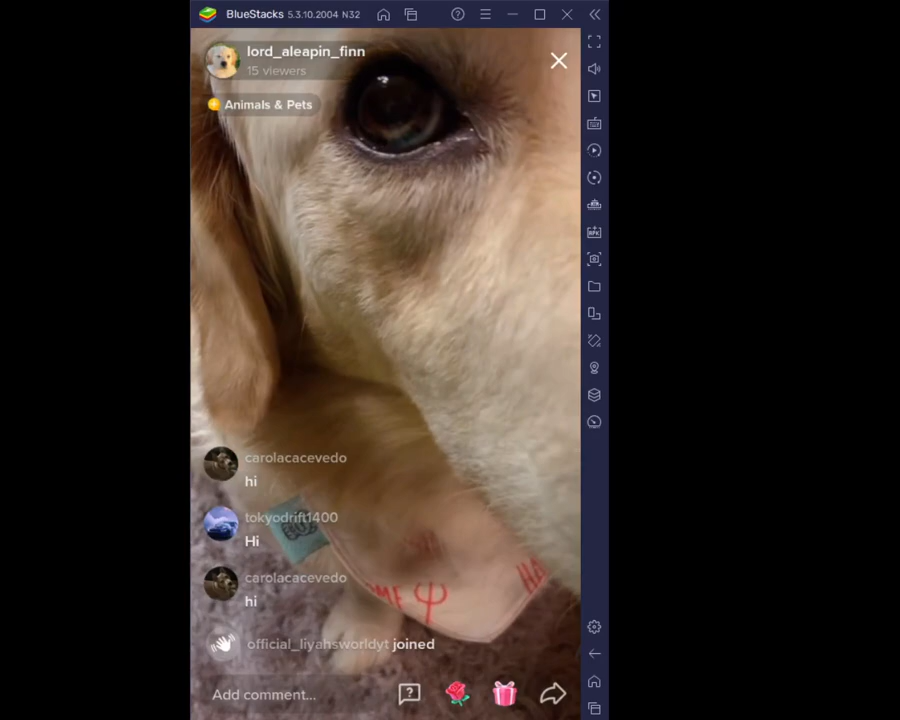 BlueStacks 5.3.10.2004 N32
lord_aleapin_finn
15 viewers
Animals & Pets
carolacacevedo
hi
tokyodrift1400
Hi
carolacacevedo
hi
official_liyahsworldyt joined
Add comment...